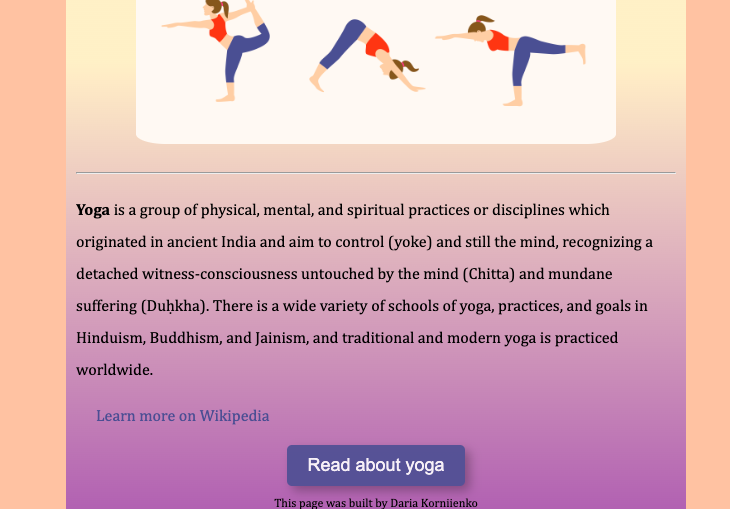 Yoga is a group of physical, mental, and spiritual practices or disciplines which
originated in ancient India and aim to control (yoke) and still the mind, recognizing a
detached witness-consciousness untouched by the mind (Chitta) and mundane
suffering (Duḥkha). There is a wide variety of schools of yoga, practices, and goals in
Hinduism, Buddhism, and Jainism, and traditional and modern yoga is practiced
worldwide.
Learn more on Wikipedia
Read about yoga
This page was built by Daria Korniienko